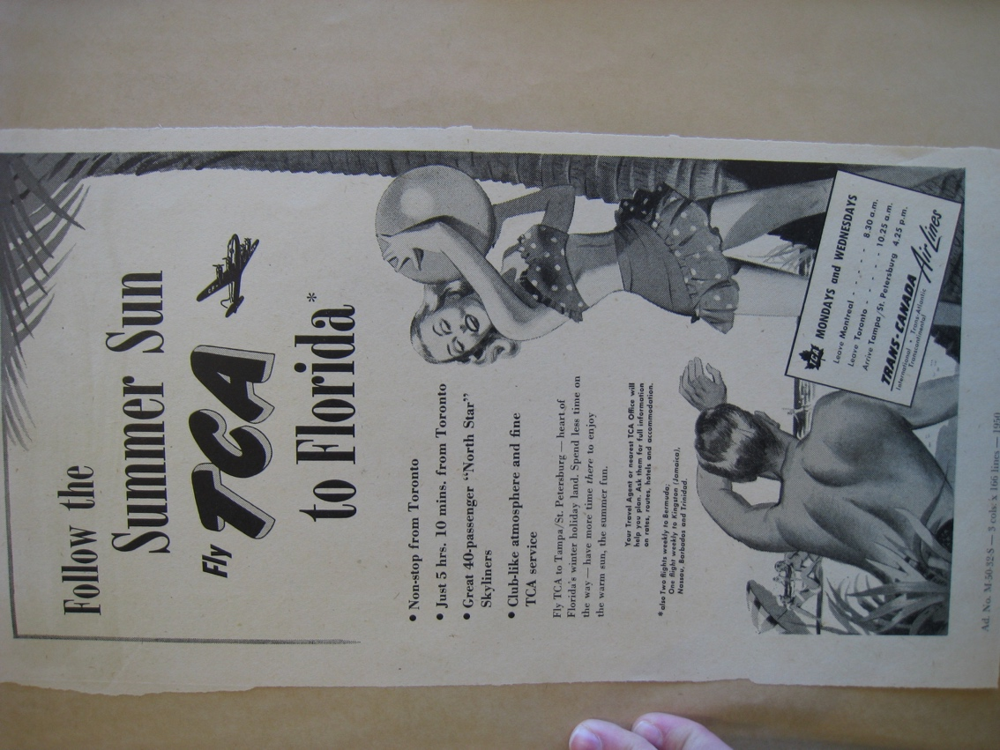 Follow the
Summer Sun
Fly TCA
to Florida*
• Non-stop from Toronto
• Just 5 hrs. 10 mins. from Toronto
• Great 40-passenger “North Star”
Skyliners
• Club-like atmosphere and fine
TCA service
Fly TCA to Tampa/St. Petersburg — heart of
Florida's winter holiday land. Spend less time on
the way — have more time there to enjoy
the warm sun, the summer fun.
Your Travel Agent or nearest TCA Office will
help you plan. Ask them for full information
on rates, routes, hotels and accommodation.
* also Two flights weekly to Bermuda;
One flight weekly to Kingston (Jamaica),
Nassau, Barbados and Trinidad.
TCA MONDAYS and WEDNESDAYS
Leave Montreal - - - - 8.30 a.m.
Leave Toronto - - - - - 10.25 a.m.
Arrive Tampa/St. Petersburg 4.25 p.m.
TRANS-CANADA Air Lines
International • Trans-Atlantic
Transcontinental
Ad. No. M-50-32-S — 3 cols. x 166 lines — 1950